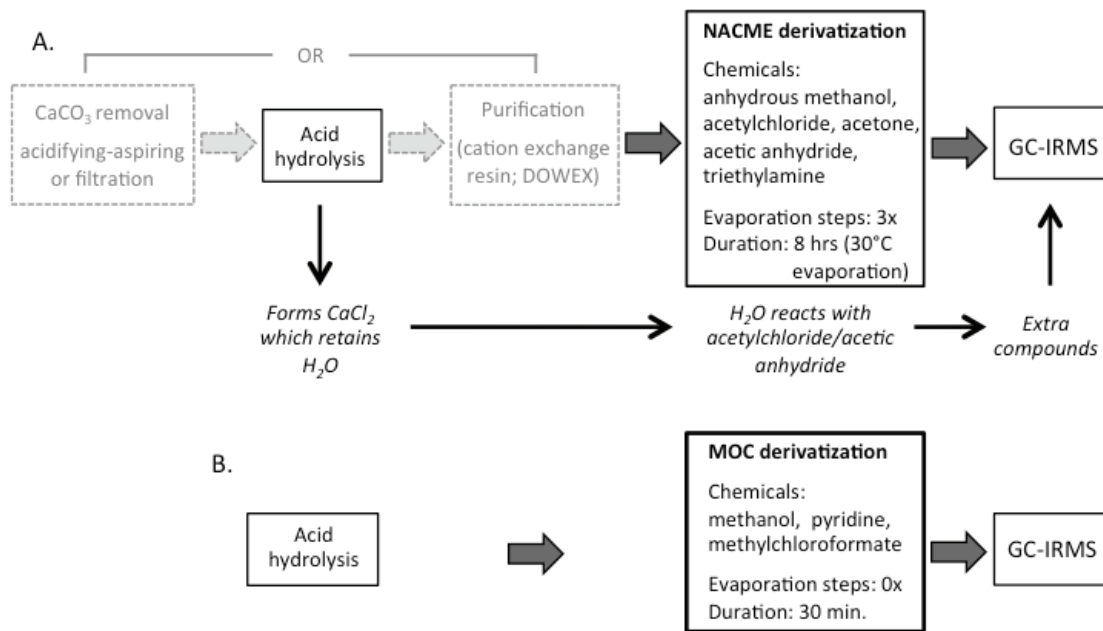 A.
OR
CaCO₃ removal
acidifying-aspiring
or filtration
Acid
hydrolysis
Purification
(cation exchange
resin; DOWEX)
NACME derivatization
Chemicals:
anhydrous methanol,
acetylchloride, acetone,
acetic anhydride,
triethylamine
Evaporation steps: 3x
Duration: 8 hrs (30°C
evaporation)
GC-IRMS
Forms CaCl₂
which retains
H₂O
H₂O reacts with
acetylchloride/acetic
anhydride
Extra
compounds
B.
Acid
hydrolysis
MOC derivatization
Chemicals:
methanol, pyridine,
methylchloroformate
Evaporation steps: 0x
Duration: 30 min.
GC-IRMS